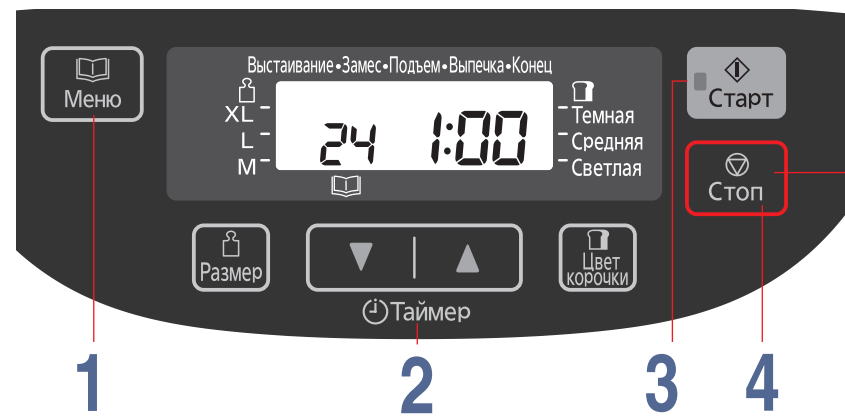 Меню
Выстаивание•Замес•Подъем•Выпечка•Конец
XL
L
M
24 1:00
Темная
Средняя
Светлая
Старт
Стоп
Размер
Таймер
Цвет
корочки
1
2
3
4